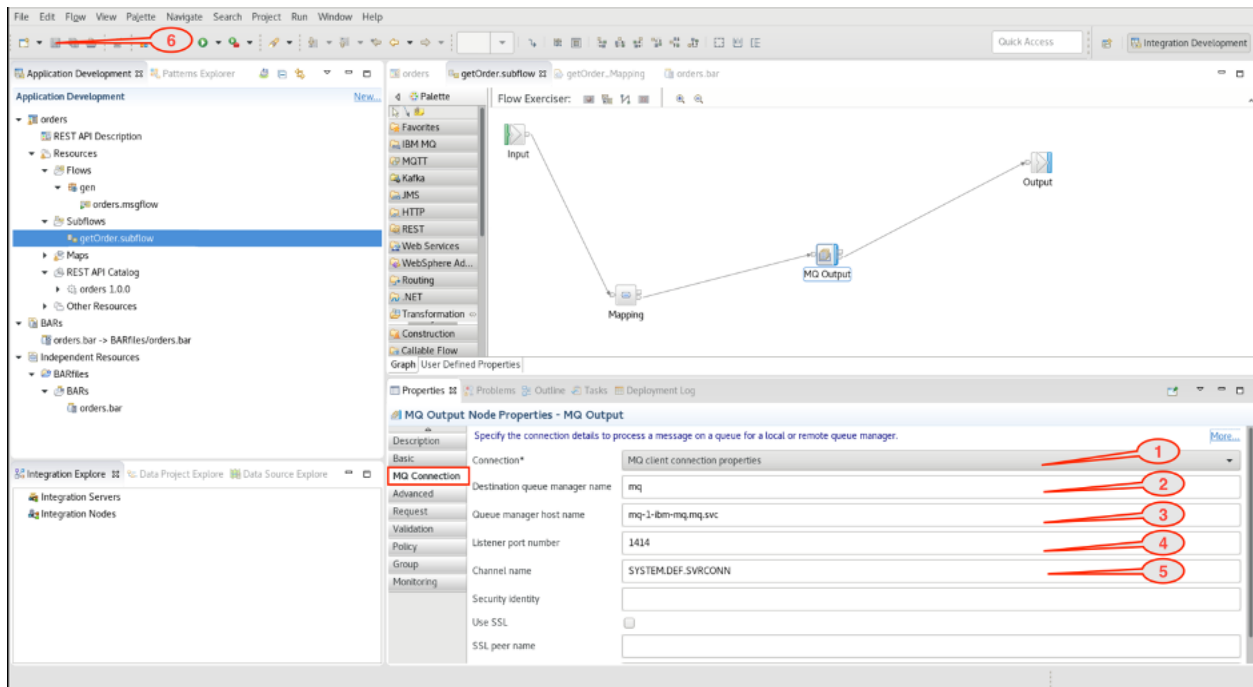 File Edit Flow View Palette Navigate Search Project Run Window Help
6
Quick Access
Integration Development
Application Development
Patterns Explorer
orders
getOrder.subflow
getOrder_Mapping
orders.bar
Application Development
New...
orders
REST API Description
Resources
Flows
gen
orders.msgflow
Subflows
getOrder.subflow
Maps
REST API Catalog
orders 1.0.0
Other Resources
BARs
orders.bar -> BARfiles/orders.bar
Independent Resources
BARfiles
BARs
orders.bar
Palette
Favorites
IBM MQ
MQTT
Kafka
JMS
HTTP
REST
Web Services
WebSphere Ad...
Routing
.NET
Transformation
Construction
Callable Flow
Flow Exerciser:
Input
Output
MQ Output
Mapping
Graph User Defined Properties
Integration Explore
Data Project Explore
Data Source Explore
Integration Servers
Integration Nodes
Properties
Problems
Outline
Tasks
Deployment Log
MQ Output Node Properties - MQ Output
Description
Basic
MQ Connection
Advanced
Request
Validation
Policy
Group
Monitoring
Specify the connection details to process a message on a queue for a local or remote queue manager.
More...
Connection* MQ client connection properties 1
Destination queue manager name mq 2
Queue manager host name mq-1-ibm-mq.mq.svc 3
Listener port number 1414 4
Channel name SYSTEM.DEF.SVRCONN 5
Security identity
Use SSL
SSL peer name